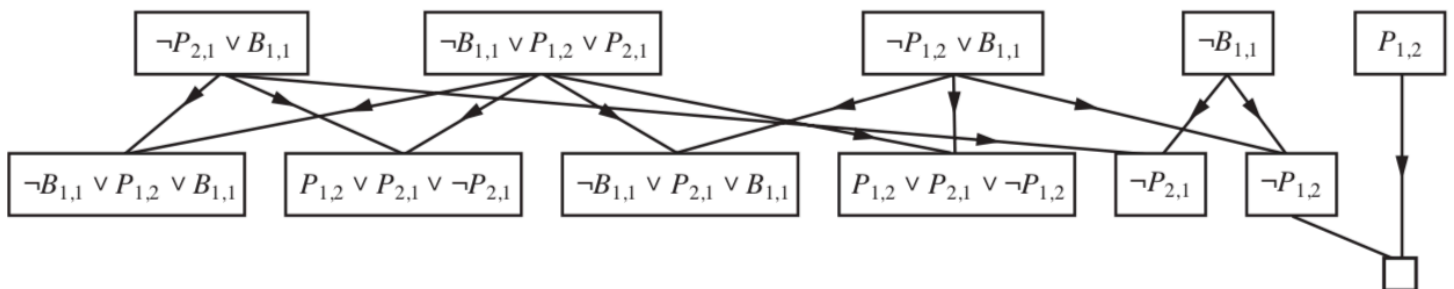 ¬P₂,₁ ∨ B₁,₁
¬B₁,₁ ∨ P₁,₂ ∨ P₂,₁
¬P₁,₂ ∨ B₁,₁
¬B₁,₁
P₁,₂
¬B₁,₁ ∨ P₁,₂ ∨ B₁,₁
P₁,₂ ∨ P₂,₁ ∨ ¬P₂,₁
¬B₁,₁ ∨ P₂,₁ ∨ B₁,₁
P₁,₂ ∨ P₂,₁ ∨ ¬P₁,₂
¬P₂,₁
¬P₁,₂